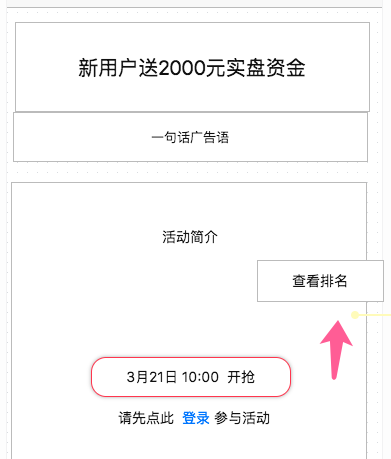 新用户送2000元实盘资金
一句话广告语
活动简介
查看排名
3月21日 10:00 开抢
请先点此 登录 参与活动